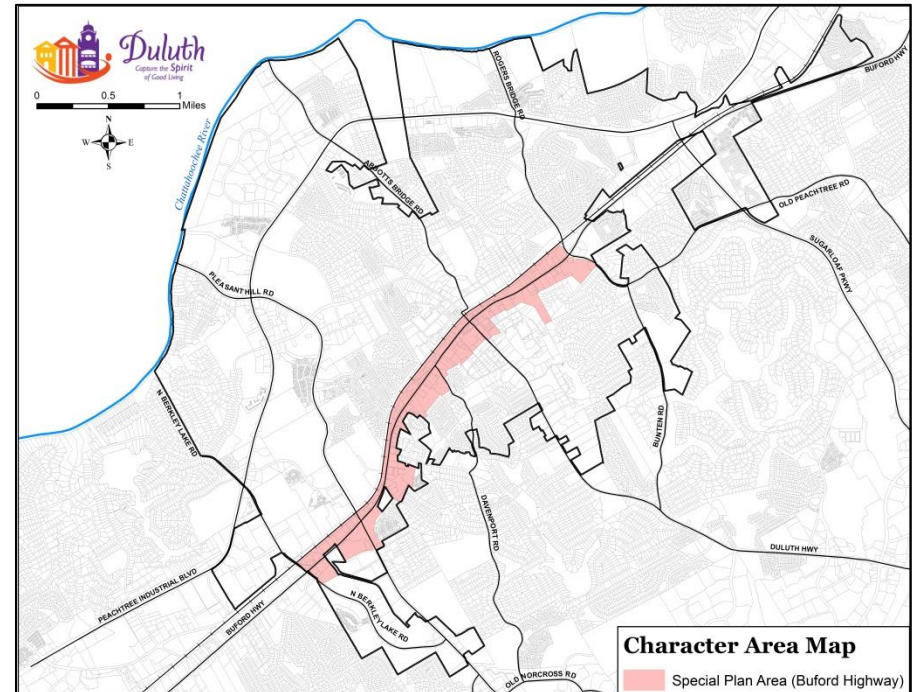 Duluth
Capture the Spirit
of Good Living
0 0.5 1
Miles
N
W E
S
Chattahoochee River
ROGERS BRIDGE RD
BUFORD HWY
ABBOTTS BRIDGE RD
OLD PEACHTREE RD
SUGARLOAF PKWY
PLEASANT HILL RD
N BERKLEY LAKE RD
BUNTEN RD
DAVENPORT RD
DULUTH HWY
PEACHTREE INDUSTRIAL BLVD
BUFORD HWY
N BERKLEY LAKE RD
OLD NORCROSS RD
Character Area Map
Special Plan Area (Buford Highway)